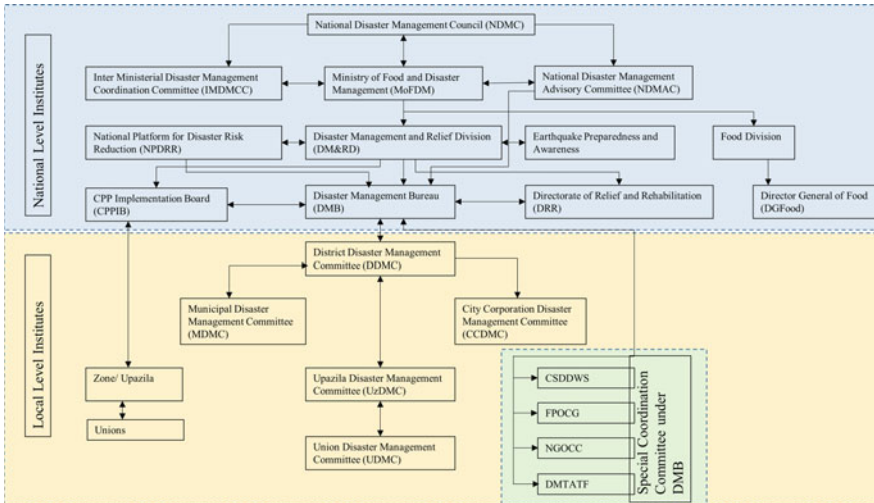 National Disaster Management Council (NDMC)
Inter Ministerial Disaster Management
Coordination Committee (IMDMCC)
Ministry of Food and Disaster
Management (MoFDM)
National Disaster Management
Advisory Committee (NDMAC)
National Platform for Disaster Risk
Reduction (NPDRR)
Disaster Management and Relief Division
(DM&RD)
Earthquake Preparedness and
Awareness
Food Division
CPP Implementation Board
(CPPIB)
Disaster Management Bureau
(DMB)
Directorate of Relief and Rehabilitation
(DRR)
Director General of Food
(DGFood)
National Level Institutes
District Disaster Management
Committee (DDMC)
Municipal Disaster
Management Committee
(MDMC)
City Corporation Disaster
Management Committee
(CCDMC)
Zone/ Upazila
Upazila Disaster Management
Committee (UzDMC)
Unions
Union Disaster Management
Committee (UDMC)
Local Level Institutes
CSDDWS
FPOCG
NGOCC
DMTATF
Special Coordination
Committee under
DMB